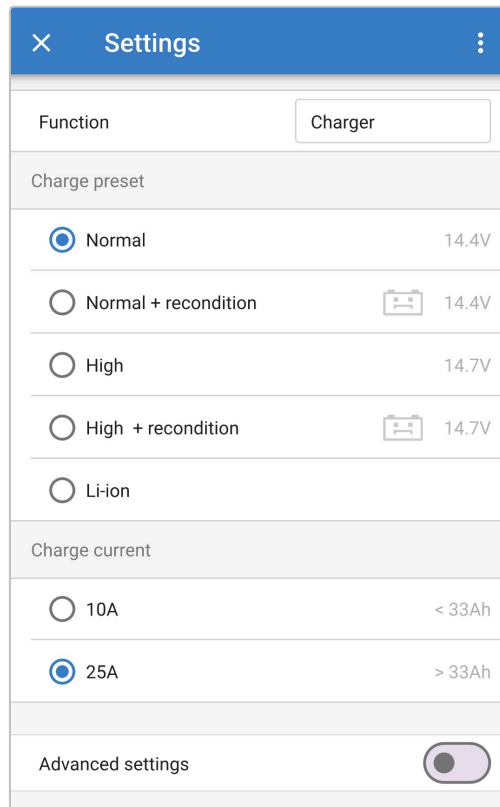 Settings
Function Charger
Charge preset
Normal 14.4V
Normal + recondition 14.4V
High 14.7V
High + recondition 14.7V
Li-ion
Charge current
10A < 33Ah
25A > 33Ah
Advanced settings